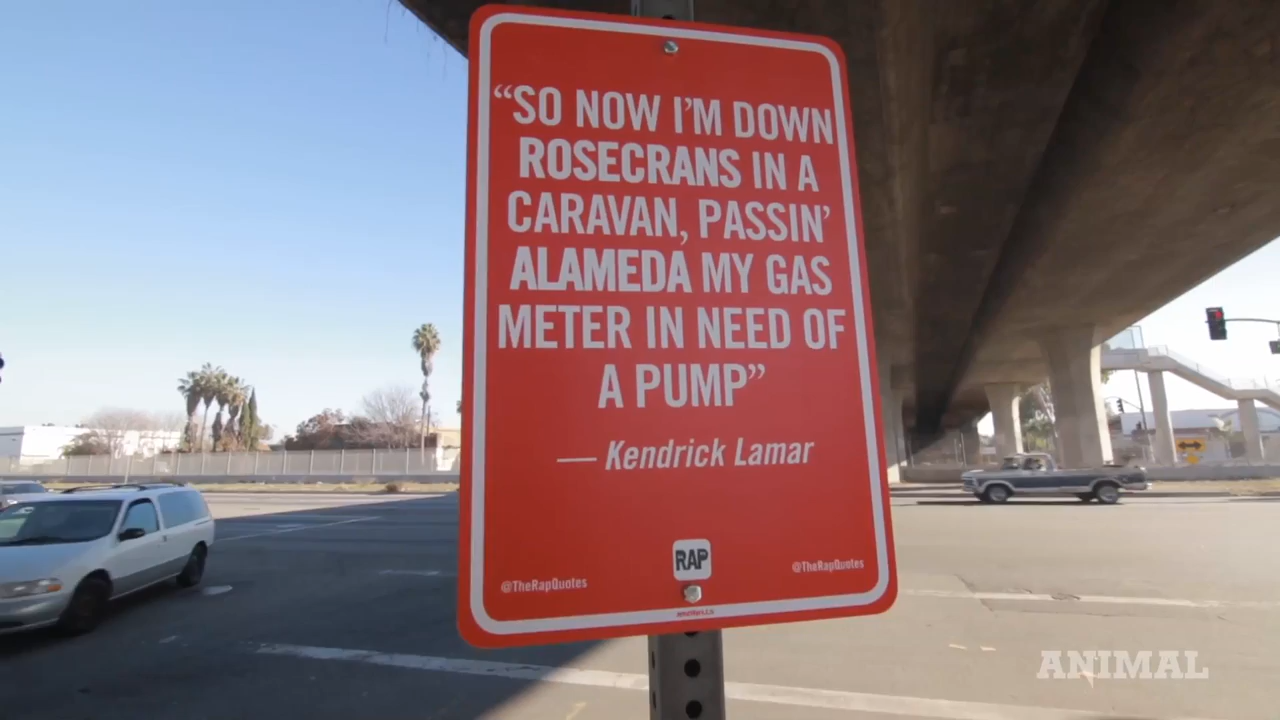 “SO NOW I’M DOWN
ROSECRANS IN A
CARAVAN, PASSIN’
ALAMEDA MY GAS
METER IN NEED OF
A PUMP”
— Kendrick Lamar
RAP
@TheRapQuotes
@TheRapQuotes
ANIMAL